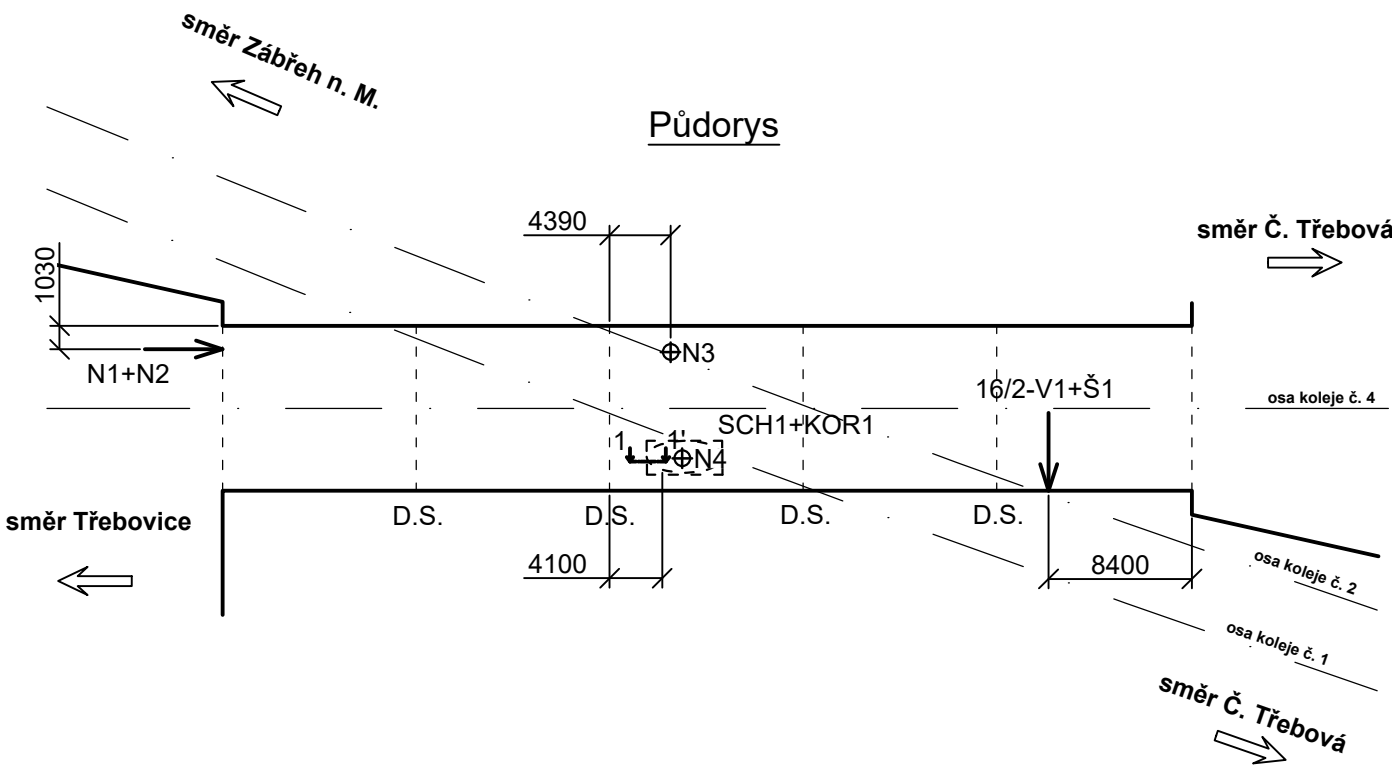 směr Zábřeh n. M.
Půdorys
4390
směr Č. Třebová
1030
N3
N1+N2
16/2-V1+Š1
osa koleje č. 4
SCH1+KOR1
1
1'
N4
směr Třebovice
D.S.
D.S.
D.S.
D.S.
4100
8400
osa koleje č. 2
osa koleje č. 1
směr Č. Třebová